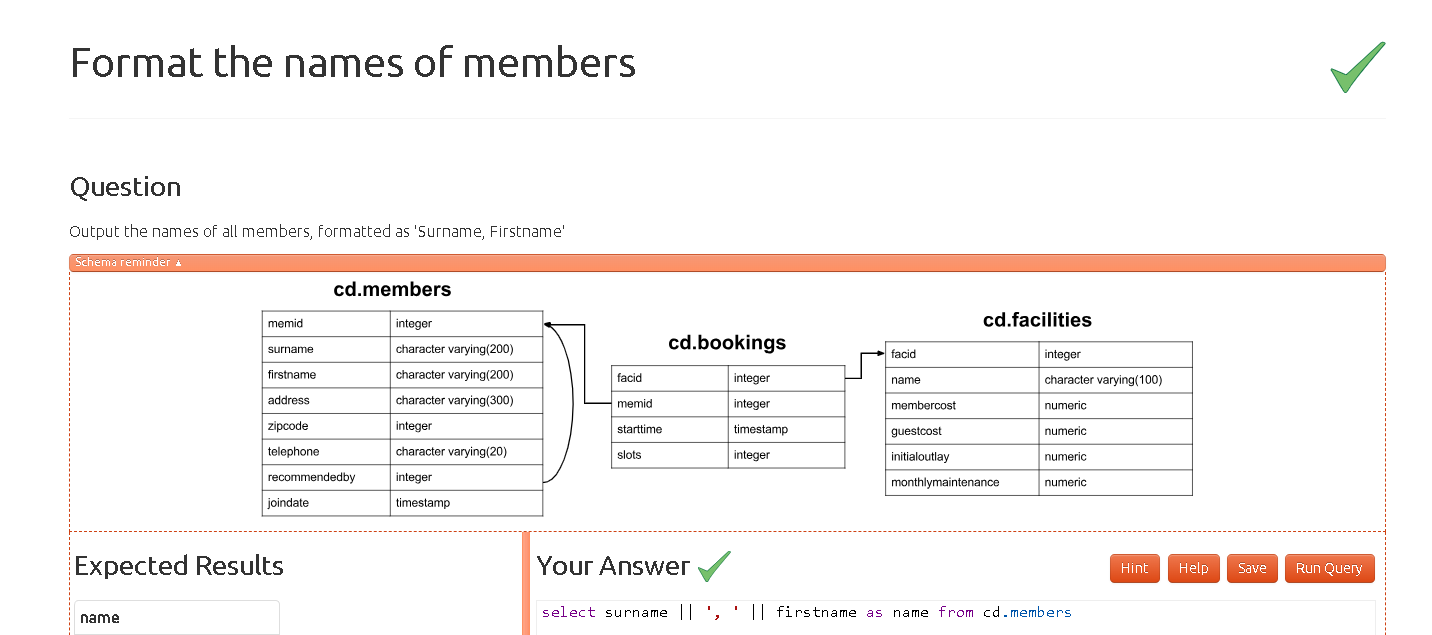 Format the names of members
Question
Output the names of all members, formatted as 'Surname, Firstname'
Schema reminder ▲
cd.members
memid integer
surname character varying(200)
firstname character varying(200)
address character varying(300)
zipcode integer
telephone character varying(20)
recommendedby integer
joindate timestamp
cd.bookings
facid integer
memid integer
starttime timestamp
slots integer
cd.facilities
facid integer
name character varying(100)
membercost numeric
guestcost numeric
initialoutlay numeric
monthlymaintenance numeric
Expected Results
name
Your Answer
Hint Help Save Run Query
select surname || ', ' || firstname as name from cd.members